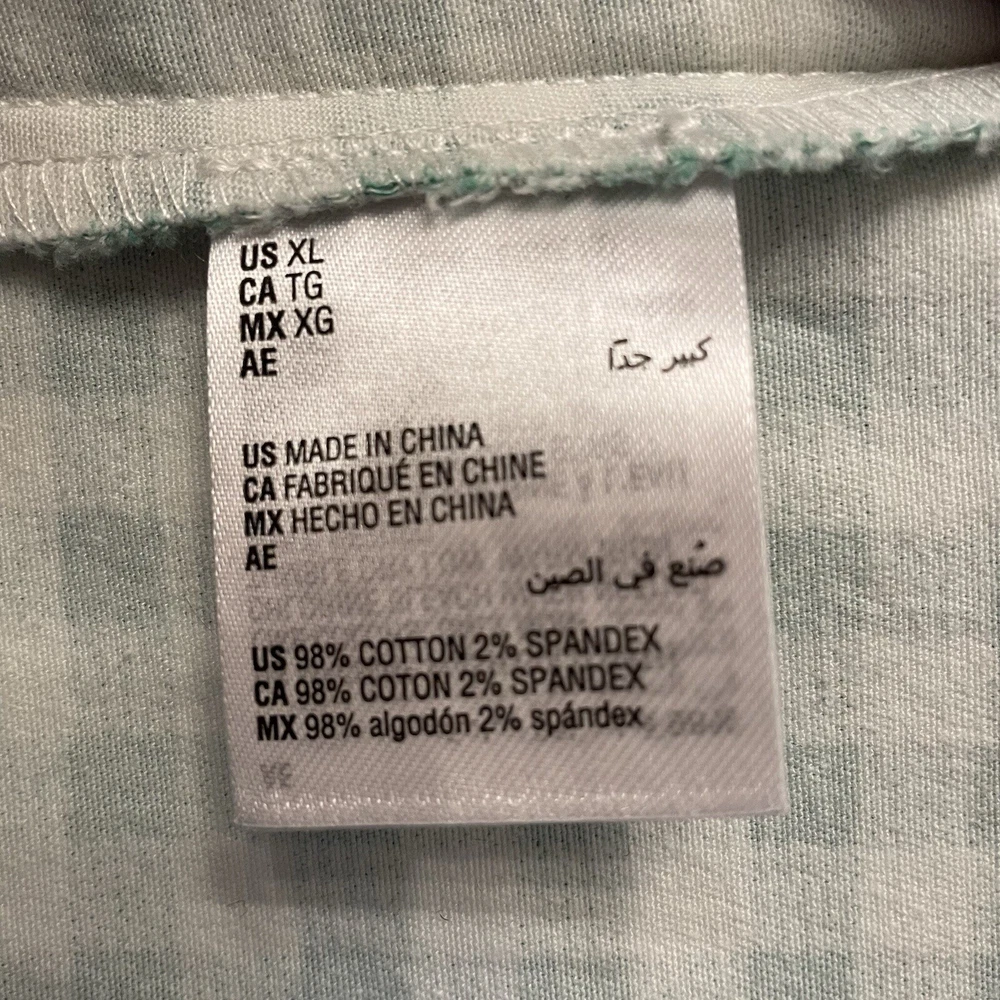 US XL
CA TG
MX XG
AE كبير جدًا
US MADE IN CHINA
CA FABRIQUÉ EN CHINE
MX HECHO EN CHINA
AE صُنع في الصين
US 98% COTTON 2% SPANDEX
CA 98% COTON 2% SPANDEX
MX 98% algodón 2% spándex